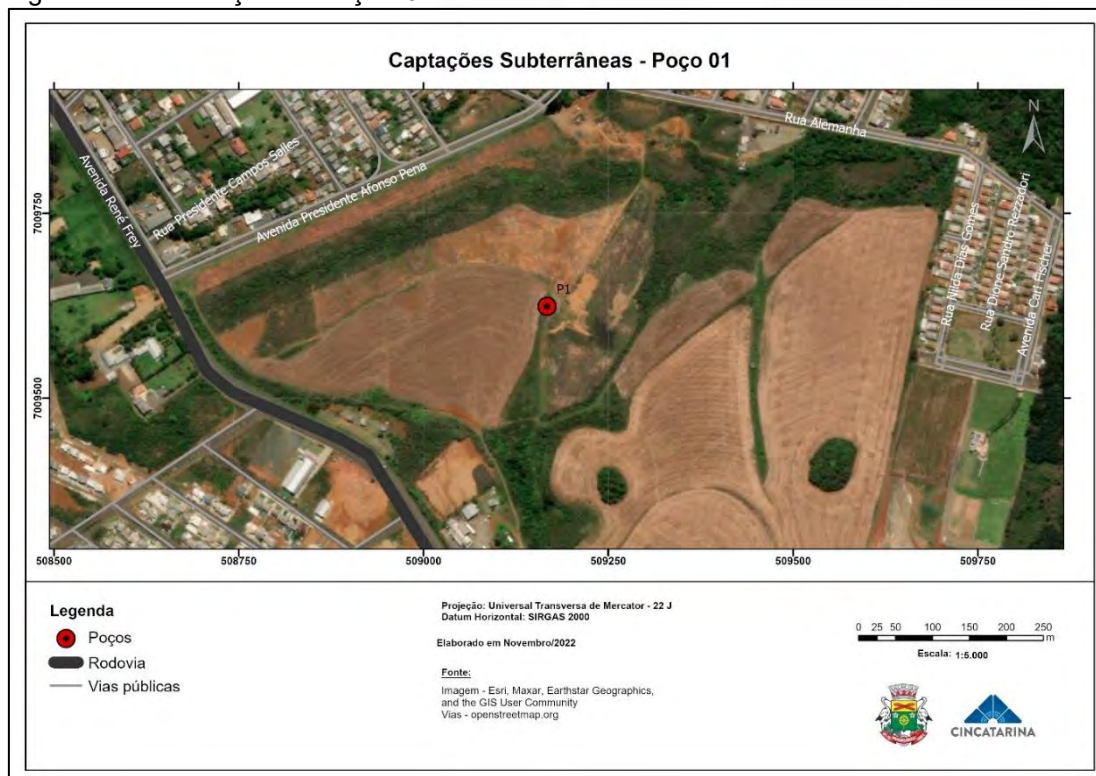 Captações Subterrâneas - Poço 01
N
Rua Alemanha
Avenida René Frey
Rua Presidente Campos Salles
Avenida Presidente Afonso Pena
Rua Nilda Dias Gomes
Rua Dione Sandro Rezzadori
Avenida Carl Fischer
P1
7009750
7009500
508500 508750 509000 509250 509500 509750
Legenda
Poços
Rodovia
Vias públicas
Projeção: Universal Transversa de Mercator - 22 J
Datum Horizontal: SIRGAS 2000
Elaborado em Novembro/2022
Fonte:
Imagem - Esri, Maxar, Earthstar Geographics,
and the GIS User Community
Vias - openstreetmap.org
0 25 50 100 150 200 250
m
Escala: 1:5.000
CINCATARINA